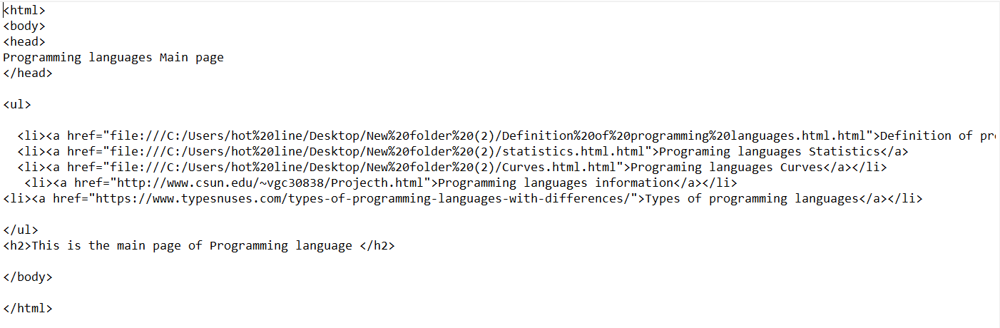 <html>
<body>
<head>
Programming languages Main page
</head>
<ul>
<li><a href="file:///C:/Users/hot%20line/Desktop/New%20folder%20(2)/Definition%20of%20programming%20languages.html.html">Definition of
<li><a href="file:///C:/Users/hot%20line/Desktop/New%20folder%20(2)/statistics.html.html">Programing languages Statistics</a>
<li><a href="file:///C:/Users/hot%20line/Desktop/New%20folder%20(2)/Curves.html.html">Programing languages Curves</a></li>
<li><a href="http://www.csun.edu/~vgc30838/Projecth.html">Programming languages information</a></li>
<li><a href="https://www.typesnuses.com/types-of-programming-languages-with-differences/">Types of programming languages</a></li>
</ul>
<h2>This is the main page of Programming language </h2>
</body>
</html>